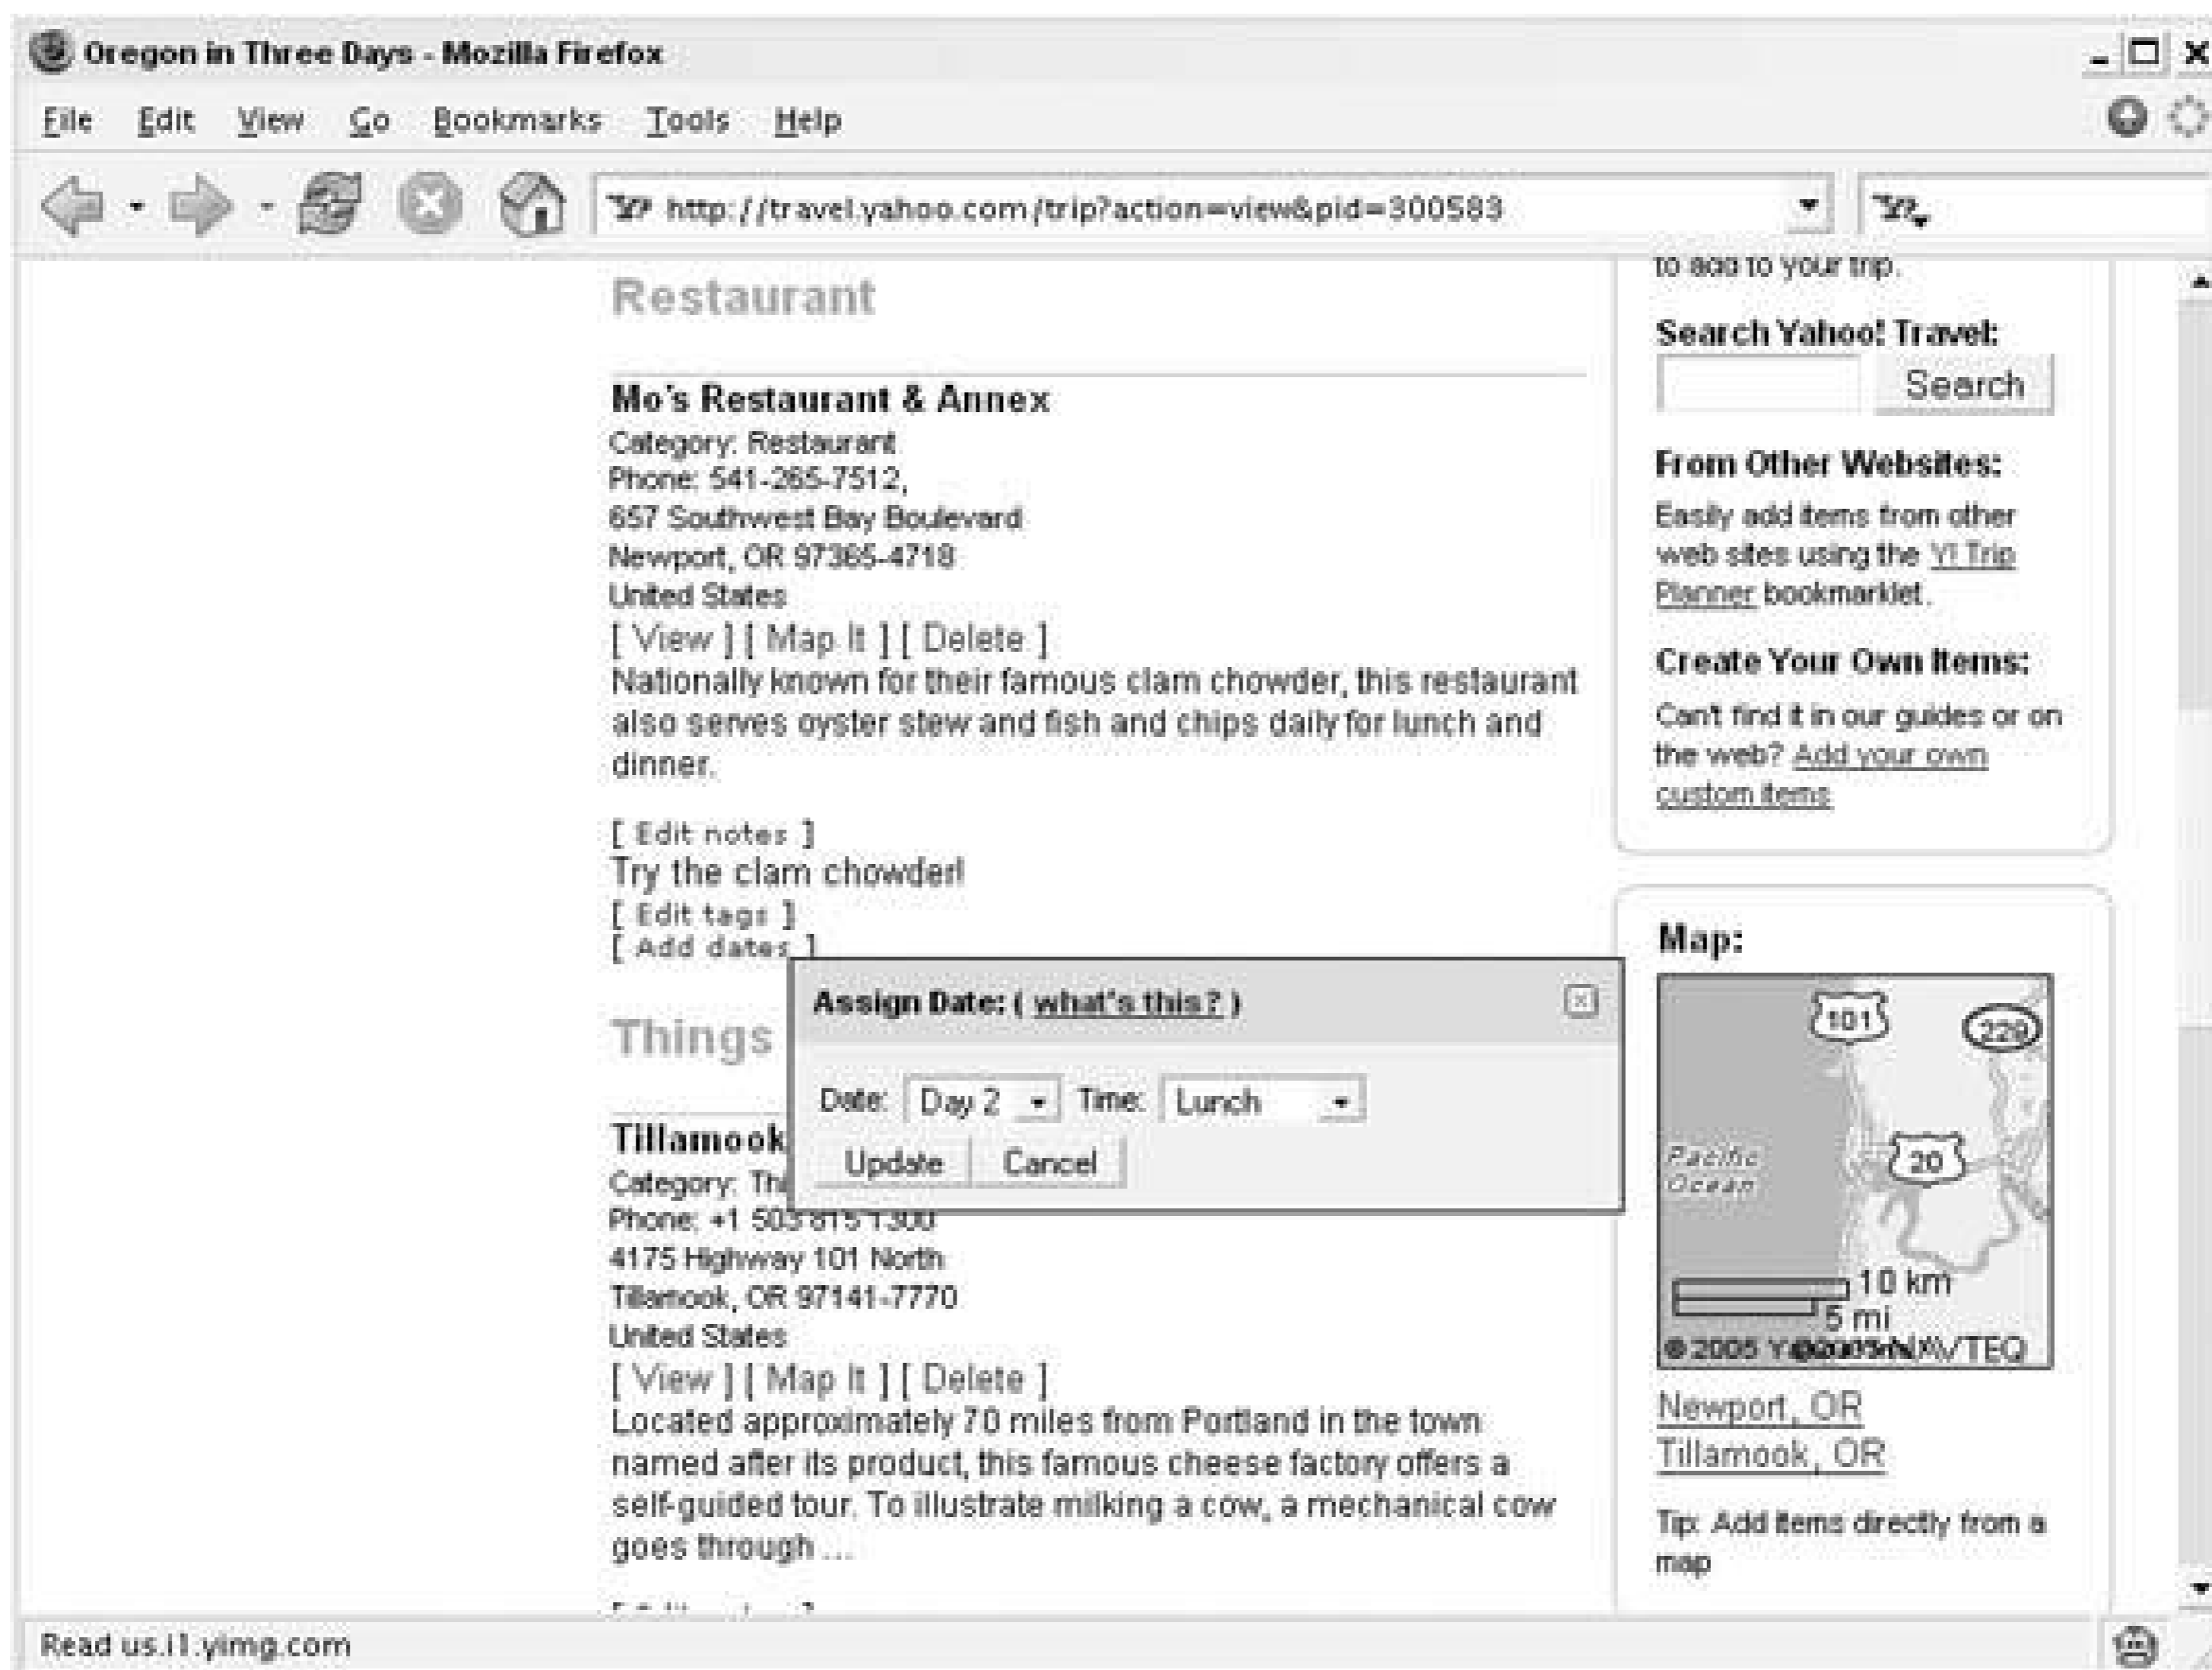 Oregon in Three Days - Mozilla Firefox
File Edit View Go Bookmarks Tools Help
http://travel.yahoo.com/trip?action=view&pid=300583
Restaurant
Mo's Restaurant & Annex
Category: Restaurant
Phone: 541-265-7512,
657 Southwest Bay Boulevard
Newport, OR 97365-4718
United States
[ View ] [ Map It ] [ Delete ]
Nationally known for their famous clam chowder, this restaurant
also serves oyster stew and fish and chips daily for lunch and
dinner.
[ Edit notes ]
Try the clam chowder!
[ Edit tags ]
[ Add dates ]
Assign Date: ( what's this? )
Date: Day 2 Time: Lunch
Update Cancel
Things
Tillamook
Category:
Phone: +1 503 815 1300
4175 Highway 101 North
Tillamook, OR 97141-7770
United States
[ View ] [ Map It ] [ Delete ]
Located approximately 70 miles from Portland in the town
named after its product, this famous cheese factory offers a
self-guided tour. To illustrate milking a cow, a mechanical cow
goes through ...
to add to your trip.
Search Yahoo! Travel:
Search
From Other Websites:
Easily add items from other
web sites using the Y! Trip
Planner bookmarklet.
Create Your Own Items:
Can't find it in our guides or on
the web? Add your own
custom items
Map:
101
229
20
Pacific
Ocean
10 km
5 mi
© 2005
Newport, OR
Tillamook, OR
Tip: Add items directly from a
map
Read us.i1.yimg.com